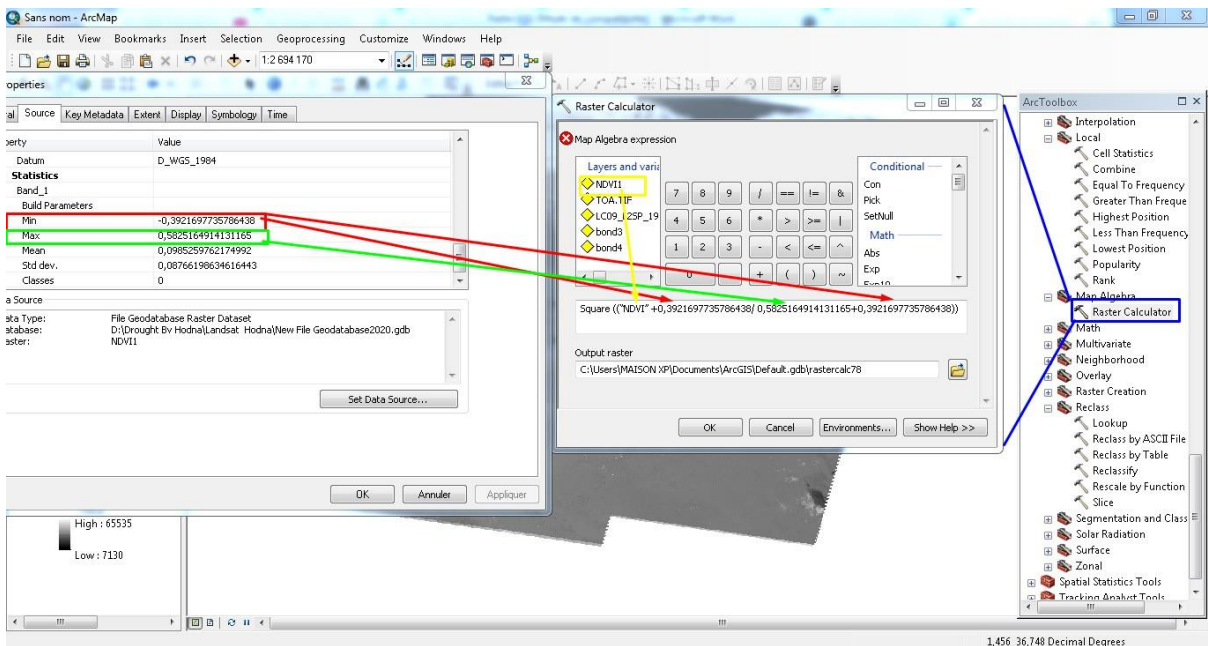 Sans nom - ArcMap
File Edit View Bookmarks Insert Selection Geoprocessing Customize Windows Help
1:2 694 170
operties
al Source Key Metadata Extent Display Symbology Time
perty Value
Datum D_WGS_1984
Statistics
Band_1
Build Parameters
Min -0,3921697735786438
Max 0,5825164914131165
Mean 0,0985259762174992
Std dev. 0,08766198634616443
Classes 0
a Source
ata Type: File Geodatabase Raster Dataset
atabase: D:\Drought Bv Hodna\Landsat Hodna\New File Geodatabase2020.gdb
aster: NDVI1
Set Data Source...
OK Annuler Appliquer
High : 65535
Low : 7130
Raster Calculator
Map Algebra expression
Layers and varia
NDVI1
TOA.TIF
LC09_L2SP_19
bond3
bond4
7 8 9 / == != &
4 5 6 * > >= |
1 2 3 - < <= ^
0 . + ( ) ~
Conditional
Con
Pick
SetNull
Math
Abs
Exp
Exp10
Square (("NDVI" +0,3921697735786438/ 0,5825164914131165+0,3921697735786438))
Output raster
C:\Users\MAISON XP\Documents\ArcGIS\Default.gdb\rastercalc78
OK Cancel Environments... Show Help >>
ArcToolbox
Interpolation
Local
Cell Statistics
Combine
Equal To Frequency
Greater Than Freque
Highest Position
Less Than Frequency
Lowest Position
Popularity
Rank
Map Algebra
Raster Calculator
Math
Multivariate
Neighborhood
Overlay
Raster Creation
Reclass
Lookup
Reclass by ASCII File
Reclass by Table
Reclassify
Rescale by Function
Slice
Segmentation and Class
Solar Radiation
Surface
Zonal
Spatial Statistics Tools
Tracking Analyst Tools
1,456 36,748 Decimal Degrees